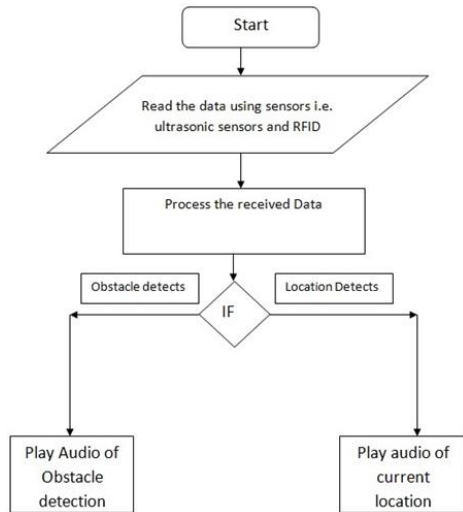 Start
Read the data using sensors i.e.
ultrasonic sensors and RFID
Process the received Data
Obstacle detects
Location Detects
IF
Play Audio of
Obstacle
detection
Play audio of
current
location